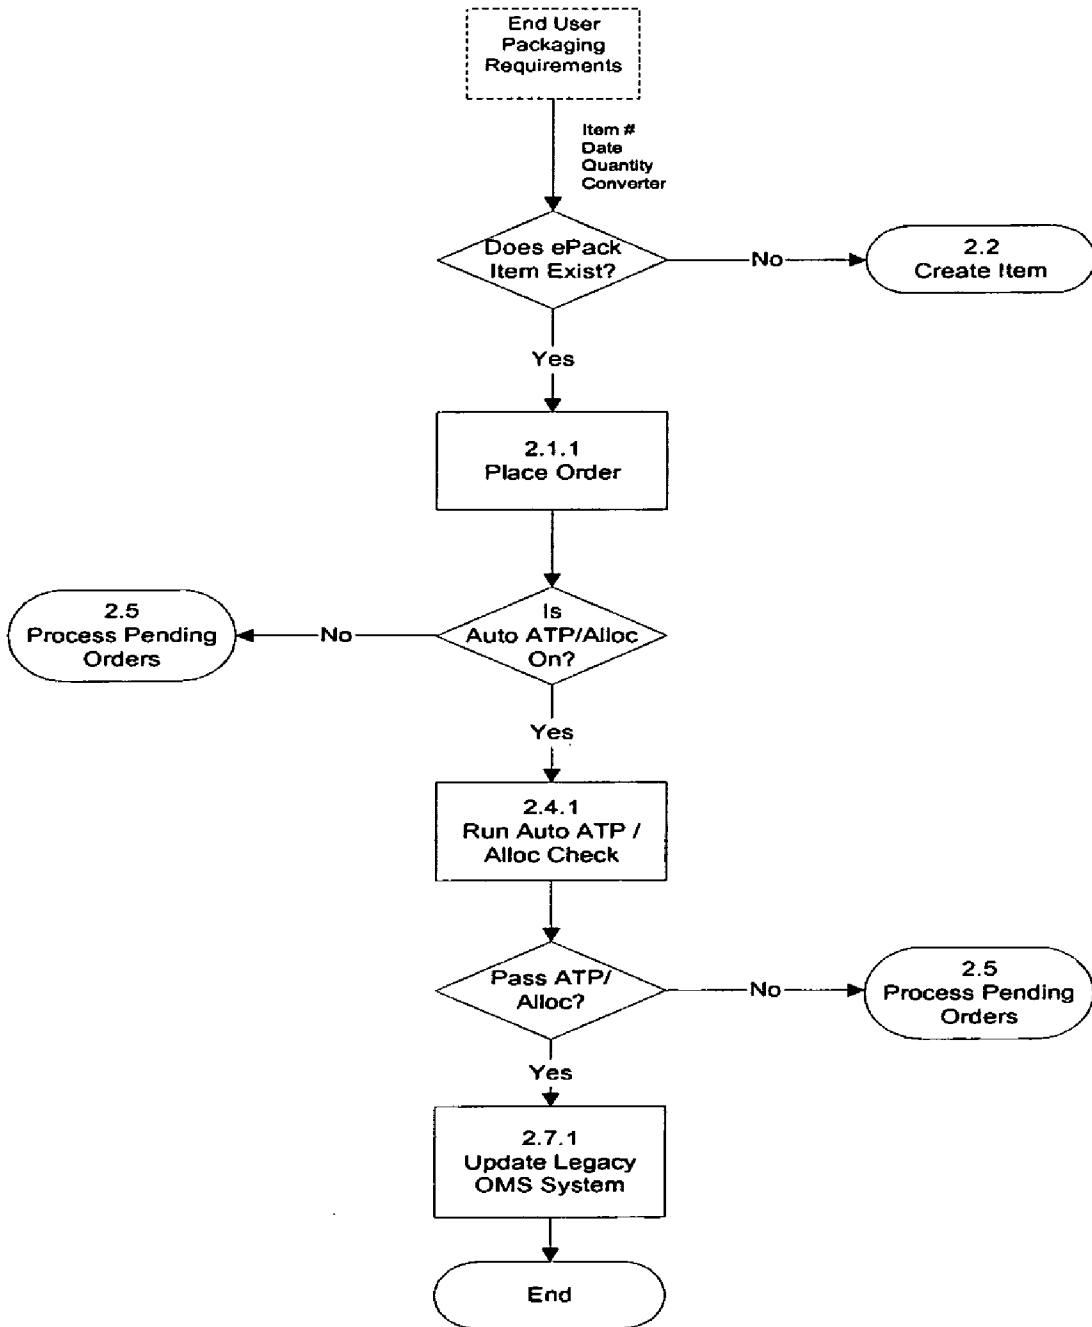 End User
Packaging
Requirements
Item #
Date
Quantity
Converter
Does ePack
Item Exist?
No
2.2
Create Item
Yes
2.1.1
Place Order
Is
Auto ATP/Alloc
On?
No
2.5
Process Pending
Orders
Yes
2.4.1
Run Auto ATP /
Alloc Check
Pass ATP/
Alloc?
No
2.5
Process Pending
Orders
Yes
2.7.1
Update Legacy
OMS System
End